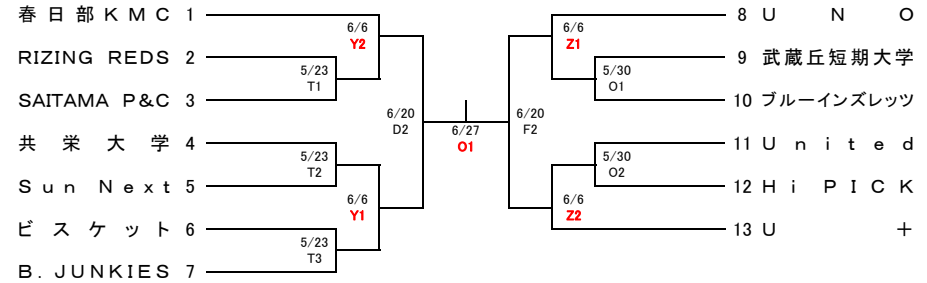 春日部KMC 1
RIZING REDS 2
SAITAMA P&C 3
共栄大学 4
Sun Next 5
ビスケット 6
B. JUNKIES 7
6/6
Y2
5/23
T1
5/23
T2
6/6
Y1
5/23
T3
6/20
D2
6/27
O1
6/20
F2
6/6
Z1
5/30
O1
5/30
O2
6/6
Z2
8 UNO
9 武蔵丘短期大学
10 ブルーインズレッツ
11 United
12 Hi PICK
13 U+